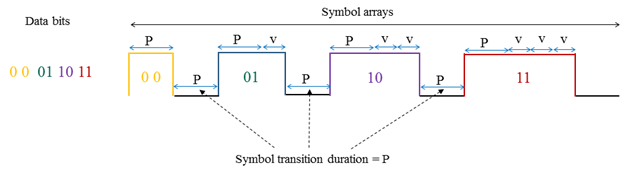 Data bits
Symbol arrays
P
P v
P v v
P v v v
0 0 01 10 11
0 0
P
01
P
10
P
11
Symbol transition duration = P